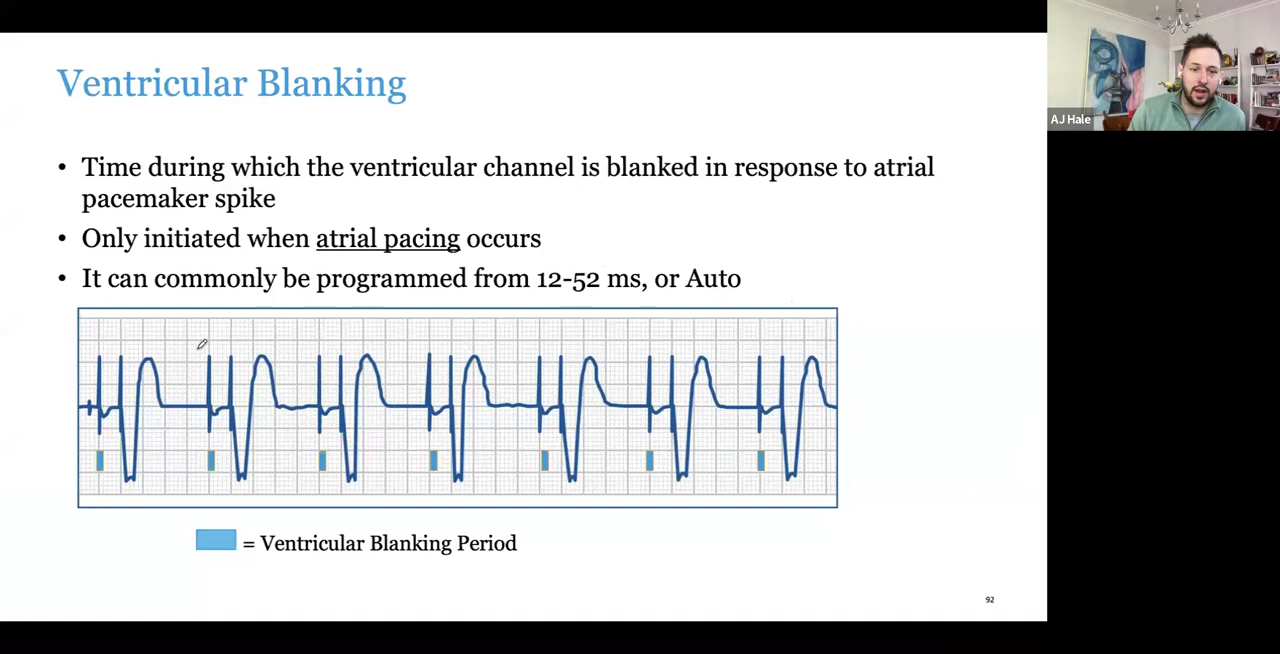 Ventricular Blanking
• Time during which the ventricular channel is blanked in response to atrial
pacemaker spike
• Only initiated when atrial pacing occurs
• It can commonly be programmed from 12-52 ms, or Auto
= Ventricular Blanking Period
92
AJ Hale